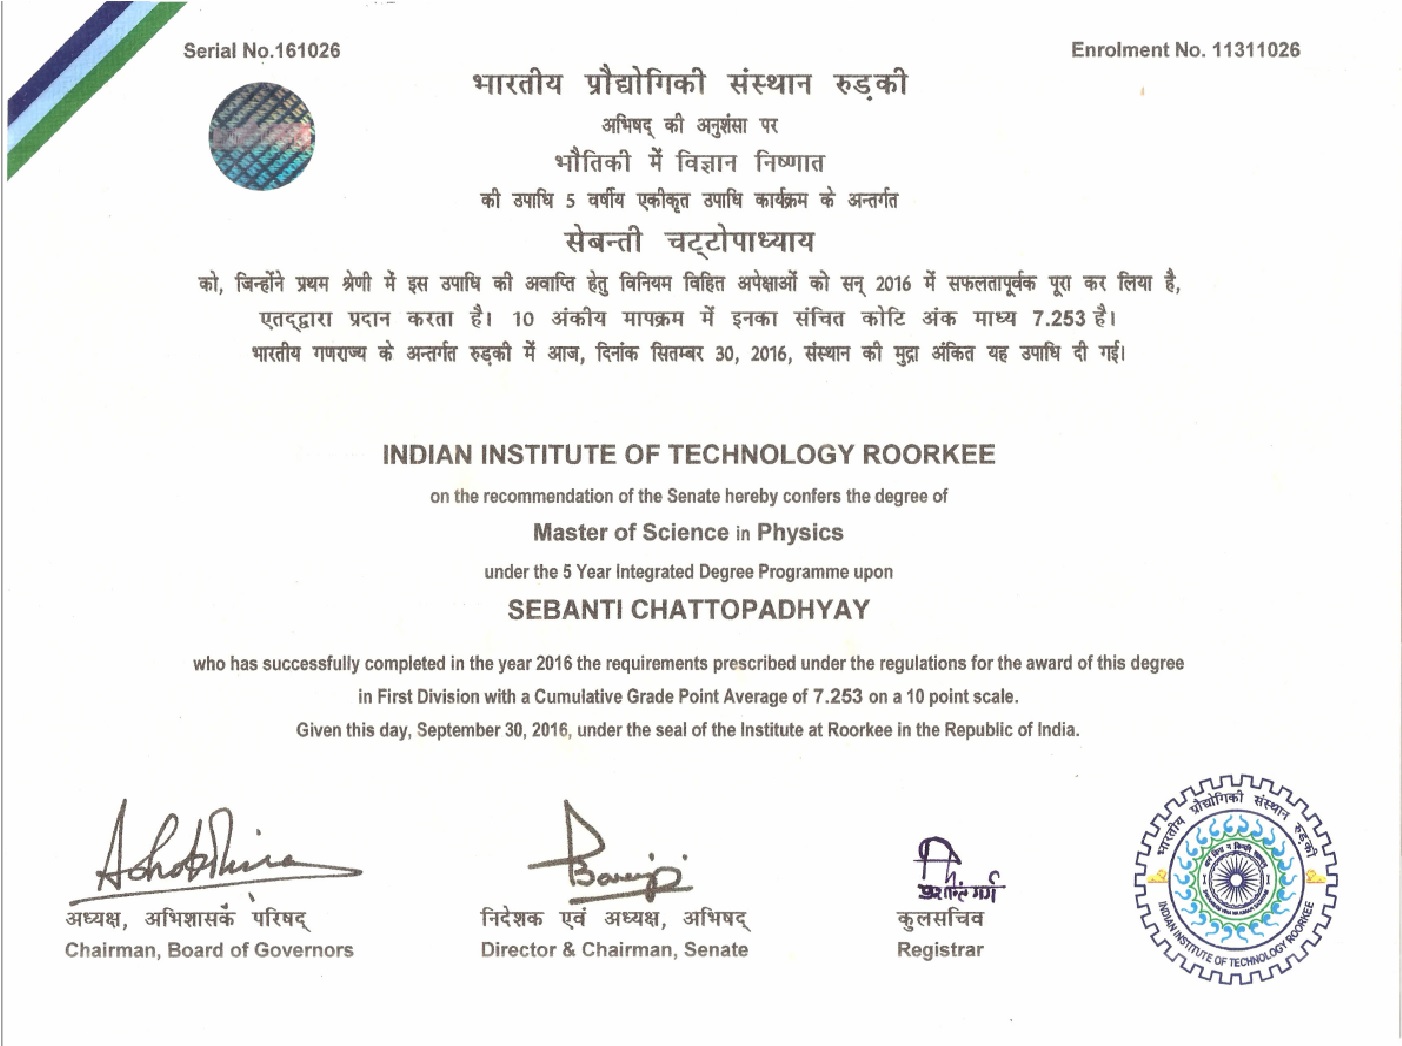 Serial No.161026
Enrolment No. 11311026
भारतीय प्रौद्योगिकी संस्थान रुड़की
अभिषद् की अनुशंसा पर
भौतिकी में विज्ञान निष्णात
की उपाधि 5 वर्षीय एकीकृत उपाधि कार्यक्रम के अन्तर्गत
सेबन्ती चट्टोपाध्याय
को, जिन्होंने प्रथम श्रेणी में इस उपाधि की अवाप्ति हेतु विनियम विहित अपेक्षाओं को सन् 2016 में सफलतापूर्वक पूरा कर लिया है,
एतद्द्वारा प्रदान करता है। 10 अंकीय मापक्रम में इनका संचित कोटि अंक माध्य 7.253 है।
भारतीय गणराज्य के अन्तर्गत रुड़की में आज, दिनांक सितम्बर 30, 2016, संस्थान की मुद्रा अंकित यह उपाधि दी गई।
INDIAN INSTITUTE OF TECHNOLOGY ROORKEE
on the recommendation of the Senate hereby confers the degree of
Master of Science in Physics
under the 5 Year Integrated Degree Programme upon
SEBANTI CHATTOPADHYAY
who has successfully completed in the year 2016 the requirements prescribed under the regulations for the award of this degree
in First Division with a Cumulative Grade Point Average of 7.253 on a 10 point scale.
Given this day, September 30, 2016, under the seal of the Institute at Roorkee in the Republic of India.
अध्यक्ष, अभिशासक परिषद्
Chairman, Board of Governors
निदेशक एवं अध्यक्ष, अभिषद्
Director & Chairman, Senate
प्रशांत गर्ग
कुलसचिव
Registrar
भारतीय प्रौद्योगिकी संस्थान रुड़की
INDIAN INSTITUTE OF TECHNOLOGY ROORKEE